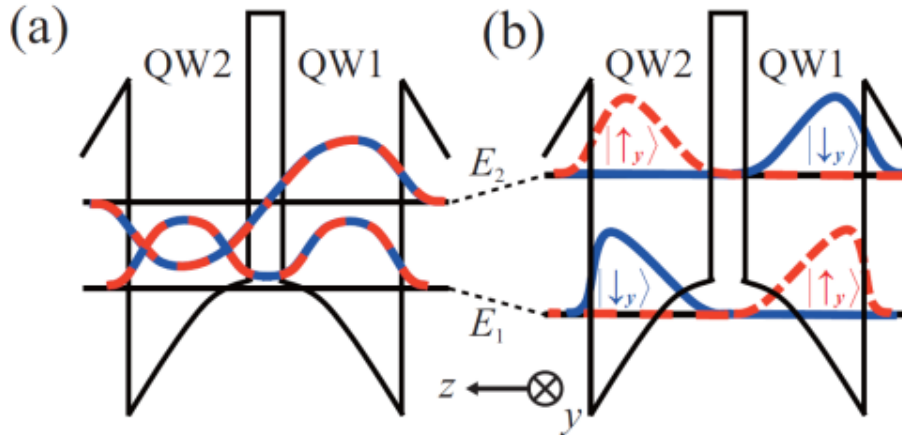 (a) QW2 QW1
(b) QW2 QW1
|↑y⟩ |↓y⟩
E2
|↓y⟩ |↑y⟩
E1
z
y